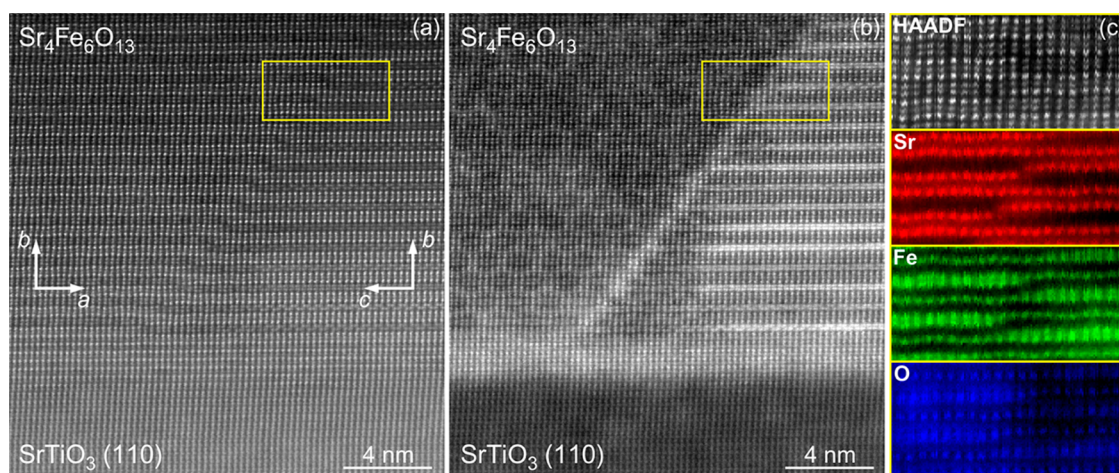 Sr4Fe6O13
(a)
b
a
b
c
SrTiO3 (110)
4 nm
Sr4Fe6O13
(b)
SrTiO3 (110)
4 nm
HAADF
(c)
Sr
Fe
O